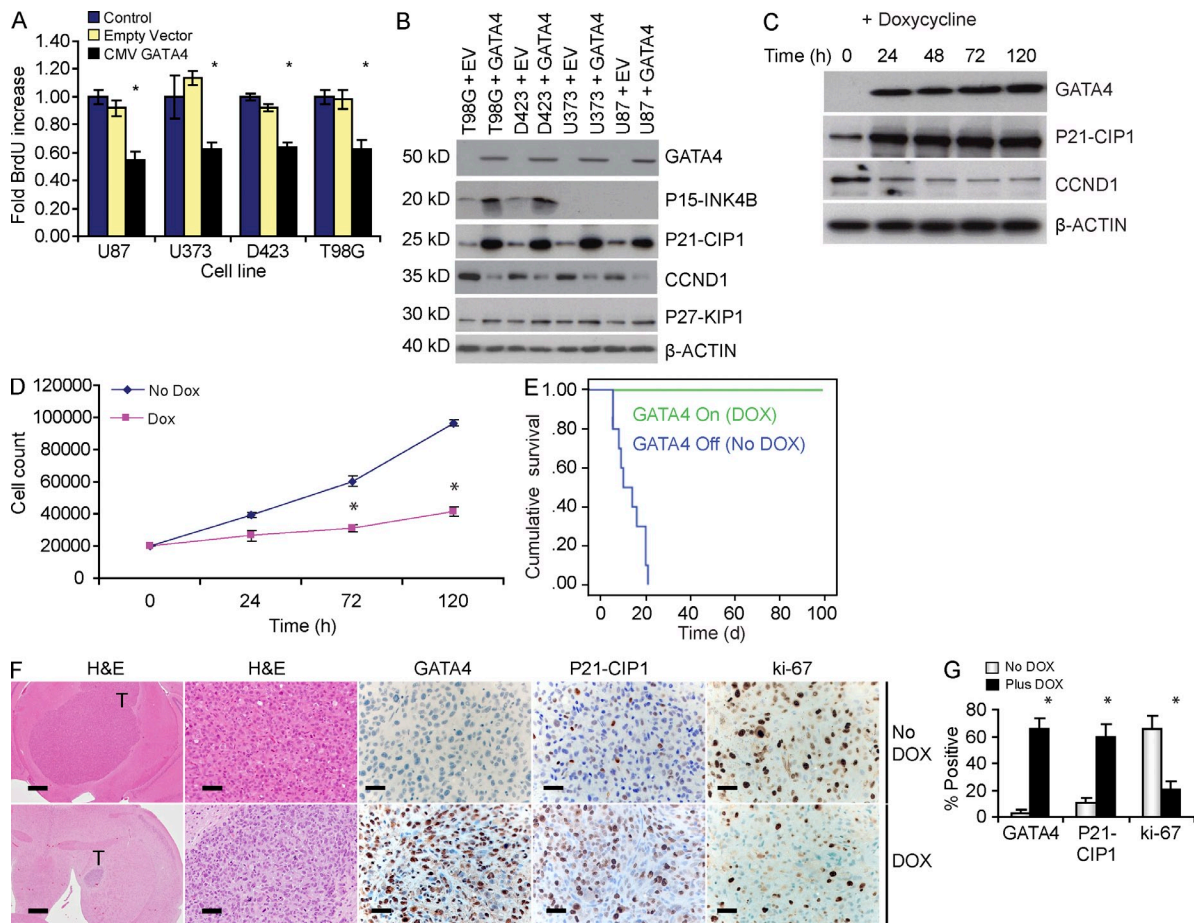 A
Control
Empty Vector
CMV GATA4
Fold BrdU increase
1.40
1.20
1.00
0.80
0.60
0.40
0.20
0.00
*
*
*
*
U87
U373
D423
T98G
Cell line
B
T98G + EV
T98G + GATA4
D423 + EV
D423 + GATA4
U373 + EV
U373 + GATA4
U87 + EV
U87 + GATA4
50 kD
GATA4
20 kD
P15-INK4B
25 kD
P21-CIP1
35 kD
CCND1
30 kD
P27-KIP1
40 kD
β-ACTIN
C
+ Doxycycline
Time (h) 0 24 48 72 120
GATA4
P21-CIP1
CCND1
β-ACTIN
D
No Dox
Dox
Cell count
120000
100000
80000
60000
40000
20000
0
*
*
0 24 72 120
Time (h)
E
Cumulative survival
1.00
.80
.60
.40
.20
.00
GATA4 On (DOX)
GATA4 Off (No DOX)
0 20 40 60 80 100
Time (d)
F
H&E
H&E
GATA4
P21-CIP1
ki-67
T
No
DOX
T
DOX
G
No DOX
Plus DOX
% Positive
80
60
40
20
0
*
*
*
GATA4
P21-
CIP1
ki-67